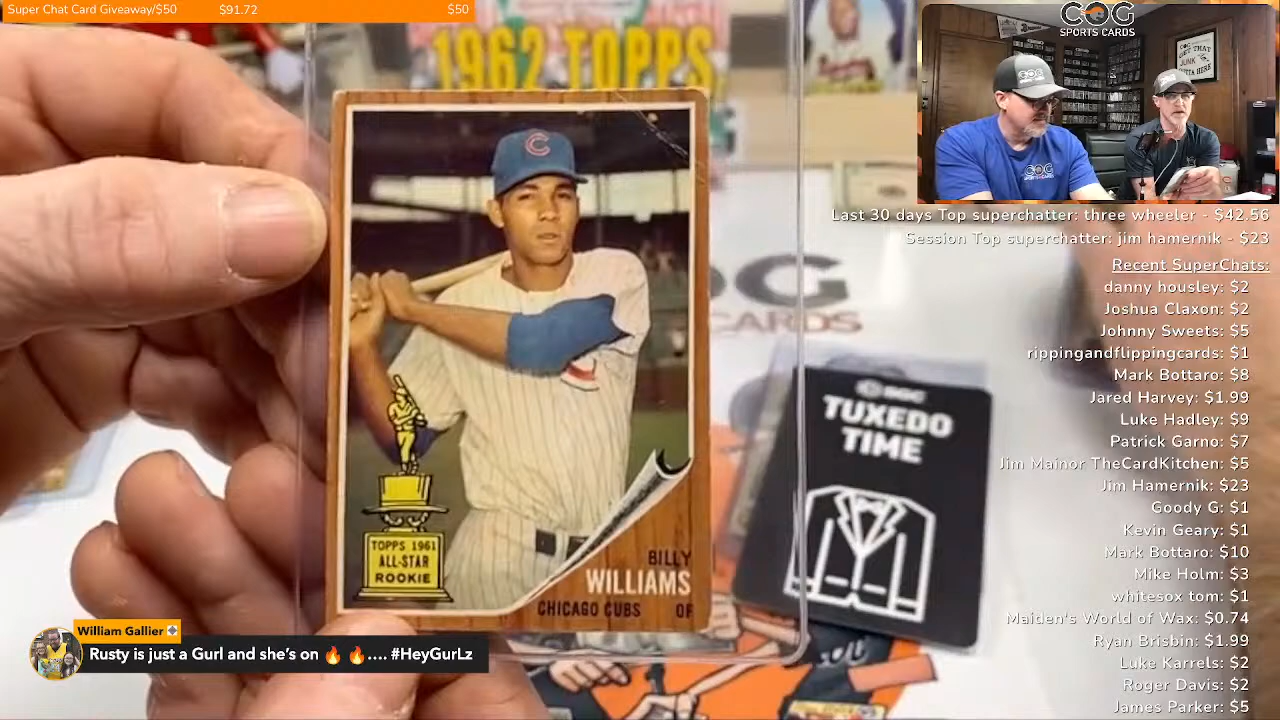 Super Chat Card Giveaway/$50 $91.72 $50
1962 TOPPS
COG
SPORTS CARDS
C
BILLY
WILLIAMS
CHICAGO CUBS OF
TOPPS 1961
ALL-STAR
ROOKIE
CARDS
SGC
TUXEDO
TIME
William Gallier
Rusty is just a Gurl and she's on 🔥 🔥.... #HeyGurLz
Last 30 days Top superchatter: three wheeler - $42.56
Session Top superchatter: jim hamernik - $23
Recent SuperChats:
danny housley: $2
Joshua Claxon: $2
Johnny Sweets: $5
rippingandflippingcards: $1
Mark Bottaro: $8
Jared Harvey: $1.99
Luke Hadley: $9
Patrick Garno: $7
Jim Mainor TheCardKitchen: $5
Jim Hamernik: $23
Goody G: $1
Kevin Geary: $1
Mark Bottaro: $10
Mike Holm: $3
whitesox tom: $1
Maiden's World of Wax: $0.74
Ryan Brisbin: $1.99
Luke Karrels: $2
Roger Davis: $2
James Parker: $5